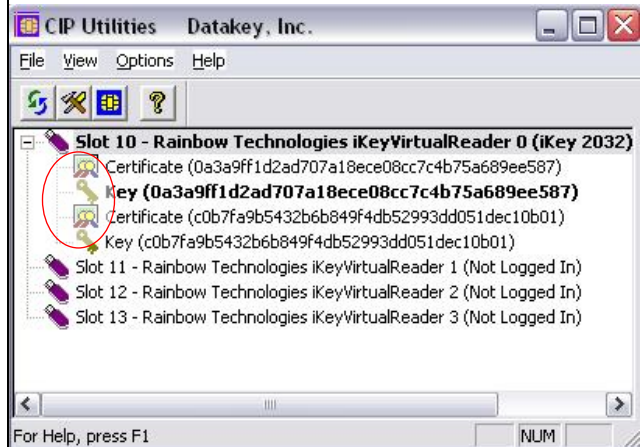 CIP Utilities Datakey, Inc.
File View Options Help
Slot 10 - Rainbow Technologies iKeyVirtualReader 0 (iKey 2032)
Certificate (0a3a9ff1d2ad707a18ece08cc7c4b75a689ee587)
Key (0a3a9ff1d2ad707a18ece08cc7c4b75a689ee587)
Certificate (c0b7fa9b5432b6b849f4db52993dd051dec10b01)
Key (c0b7fa9b5432b6b849f4db52993dd051dec10b01)
Slot 11 - Rainbow Technologies iKeyVirtualReader 1 (Not Logged In)
Slot 12 - Rainbow Technologies iKeyVirtualReader 2 (Not Logged In)
Slot 13 - Rainbow Technologies iKeyVirtualReader 3 (Not Logged In)
For Help, press F1 NUM